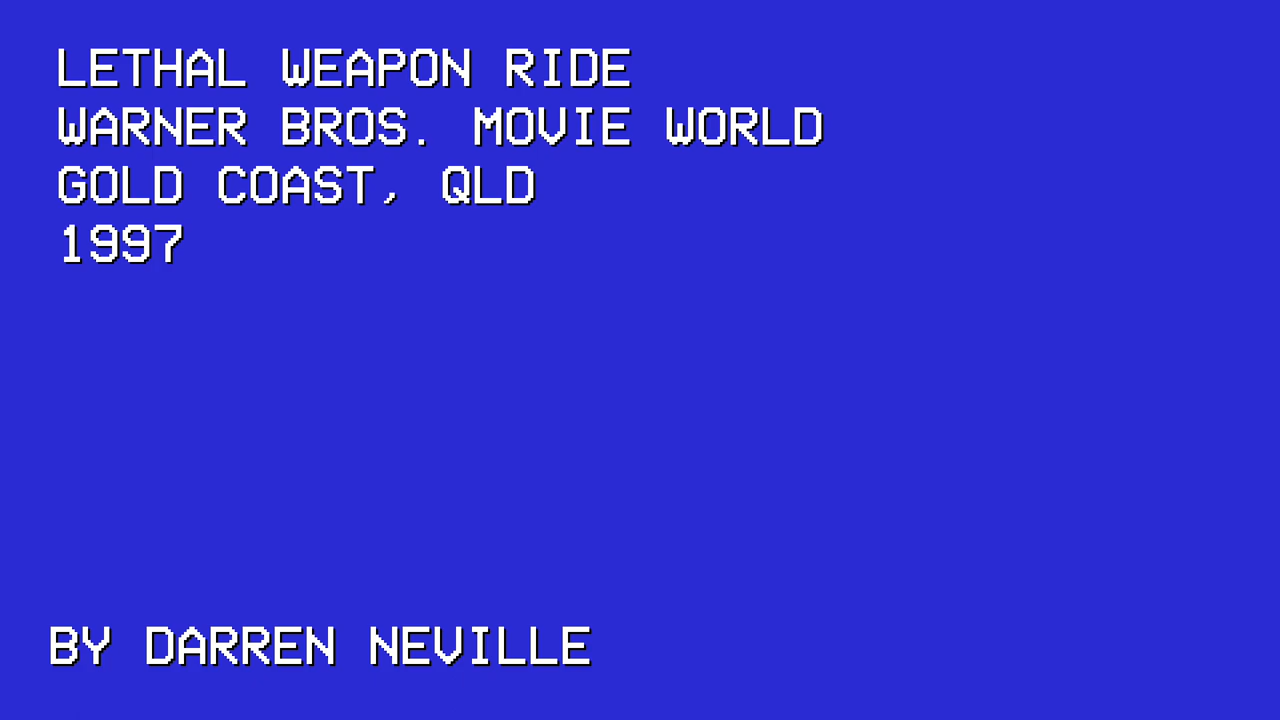 LETHAL WEAPON RIDE
WARNER BROS. MOVIE WORLD
GOLD COAST, QLD
1997
BY DARREN NEVILLE